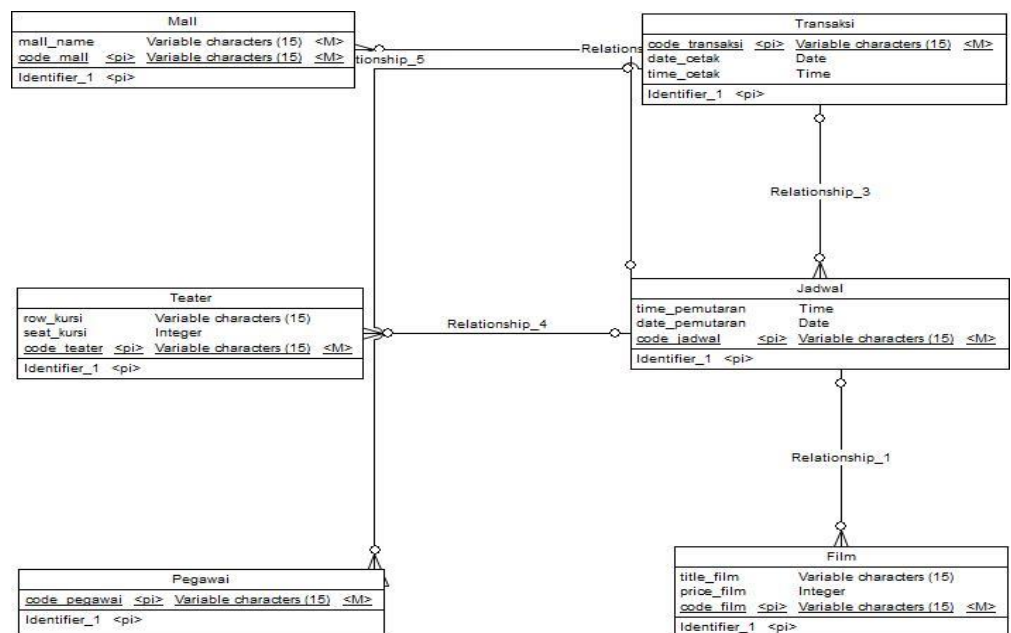 Mall
mall_name Variable characters (15) <M>
code_mall <pi> Variable characters (15) <M>
Identifier_1 <pi>
Transaksi
code_transaksi <pi> Variable characters (15) <M>
date_cetak Date
time_cetak Time
Identifier_1 <pi>
Relations
tionship_5
Relationship_3
Teater
row_kursi Variable characters (15)
seat_kursi Integer
code_teater <pi> Variable characters (15) <M>
Identifier_1 <pi>
Relationship_4
Jadwal
time_pemutaran Time
date_pemutaran Date
code_jadwal <pi> Variable characters (15) <M>
Identifier_1 <pi>
Relationship_1
Pegawai
code_pegawai <pi> Variable characters (15) <M>
Identifier_1 <pi>
Film
title_film Variable characters (15)
price_film Integer
code_film <pi> Variable characters (15) <M>
Identifier_1 <pi>